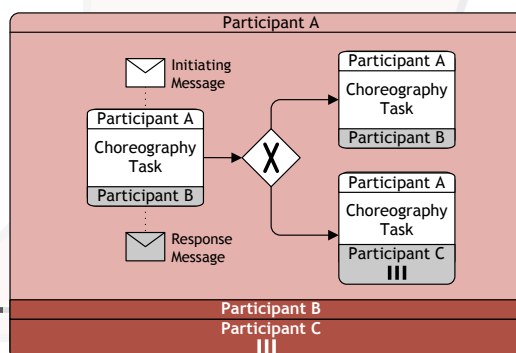 Participant A
Initiating
Message
Participant A
Choreography
Task
Participant B
Response
Message
Participant A
Choreography
Task
Participant B
Participant A
Choreography
Task
Participant C
Participant B
Participant C